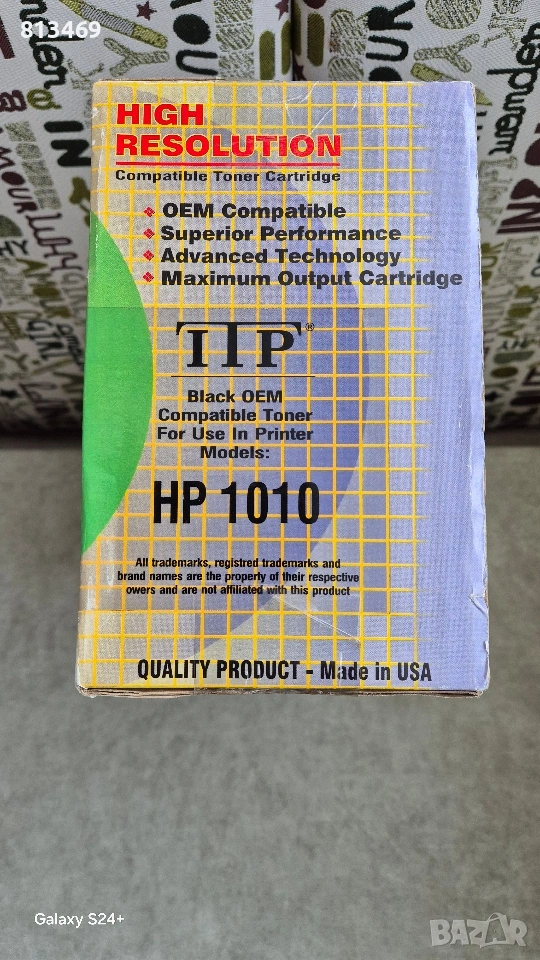 813469
HIGH
RESOLUTION
Compatible Toner Cartridge
OEM Compatible
Superior Performance
Advanced Technology
Maximum Output Cartridge
ITP®
Black OEM
Compatible Toner
For Use In Printer
Models:
HP 1010
All trademarks, registred trademarks and
brand names are the property of their respective
owers and are not affiliated with this product
QUALITY PRODUCT - Made in USA
Galaxy S24+
BAZAR